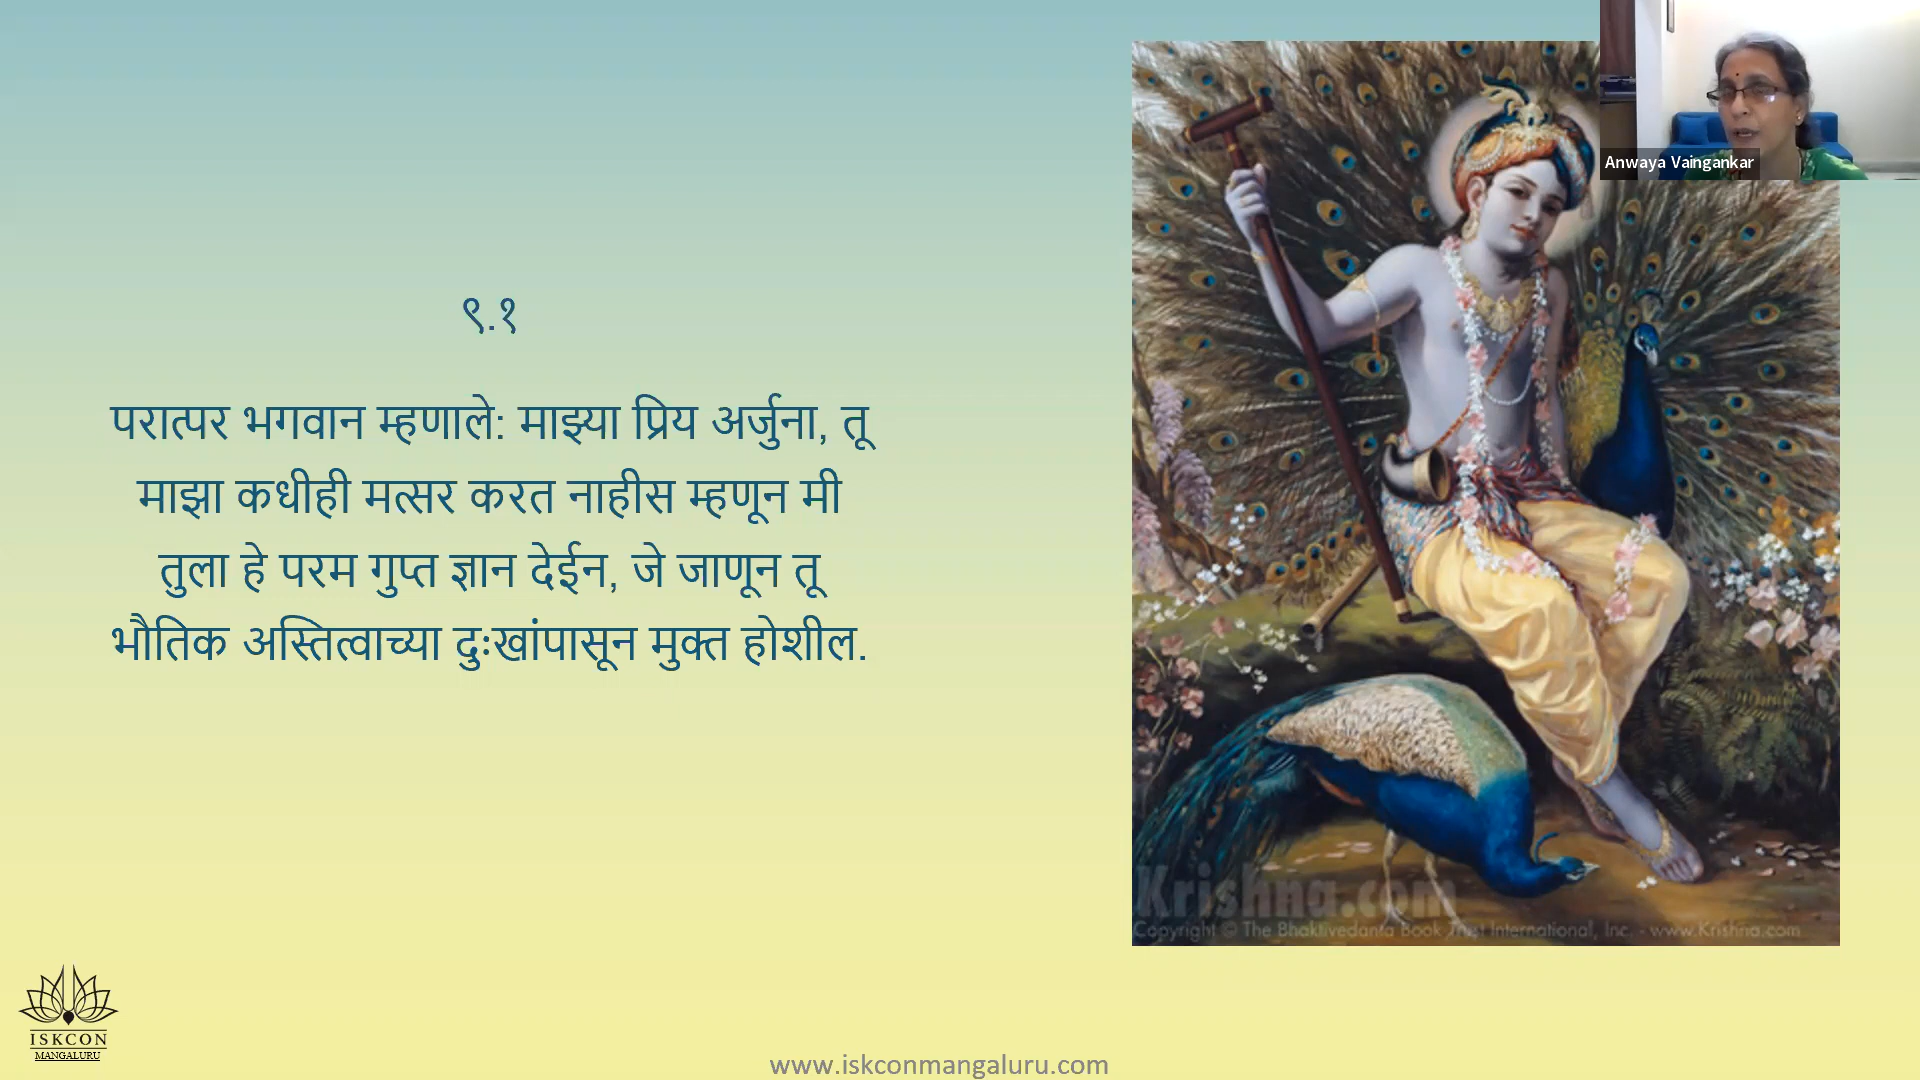 Anwaya Vaingankar
९.१
परात्पर भगवान म्हणाले: माझ्या प्रिय अर्जुना, तू
माझा कधीही मत्सर करत नाहीस म्हणून मी
तुला हे परम गुप्त ज्ञान देईन, जे जाणून तू
भौतिक अस्तित्वाच्या दुःखांपासून मुक्त होशील.
Krishna.com
Copyright © The Bhaktivedanta Book Trust International, Inc. - www.Krishna.com
ISKCON
MANGALURU
www.iskconmangaluru.com